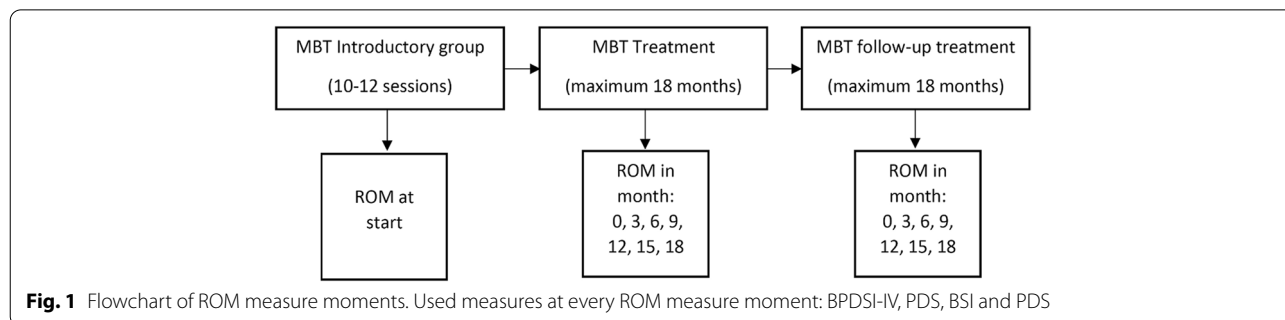 MBT Introductory group
(10-12 sessions)
MBT Treatment
(maximum 18 months)
MBT follow-up treatment
(maximum 18 months)
ROM at
start
ROM in
month:
0, 3, 6, 9,
12, 15, 18
ROM in
month:
0, 3, 6, 9,
12, 15, 18
Fig. 1 Flowchart of ROM measure moments. Used measures at every ROM measure moment: BPDSI-IV, PDS, BSI and PDS